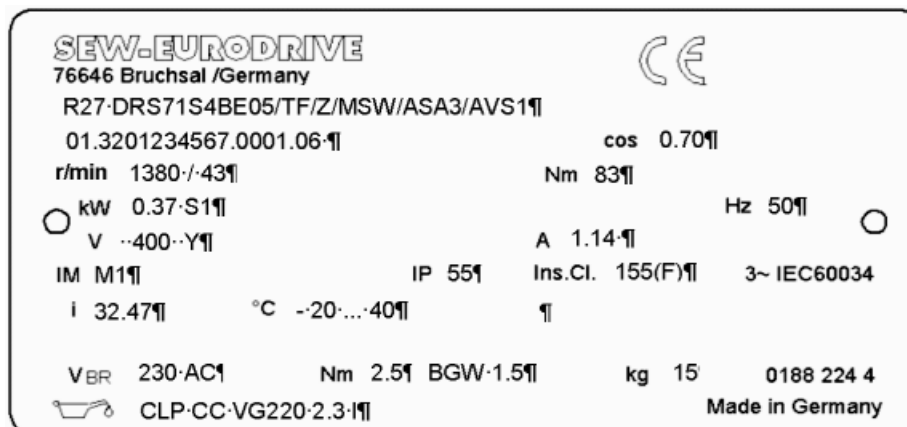 SEW-EURODRIVE CE
76646 Bruchsal /Germany
R27·DRS71S4BE05/TF/Z/MSW/ASA3/AVS1¶
01.3201234567.0001.06·¶ cos 0.70¶
r/min 1380·/·43¶ Nm 83¶
kW 0.37·S1¶ Hz 50¶
V ··400··Y¶ A 1.14·¶
IM M1¶ IP 55¶ Ins.Cl. 155(F)¶ 3~ IEC60034
i 32.47¶ °C -·20·...·40¶ ¶
VBR 230·AC¶ Nm 2.5¶ BGW·1.5¶ kg 15 0188 224 4
CLP·CC·VG220·2.3·l¶ Made in Germany